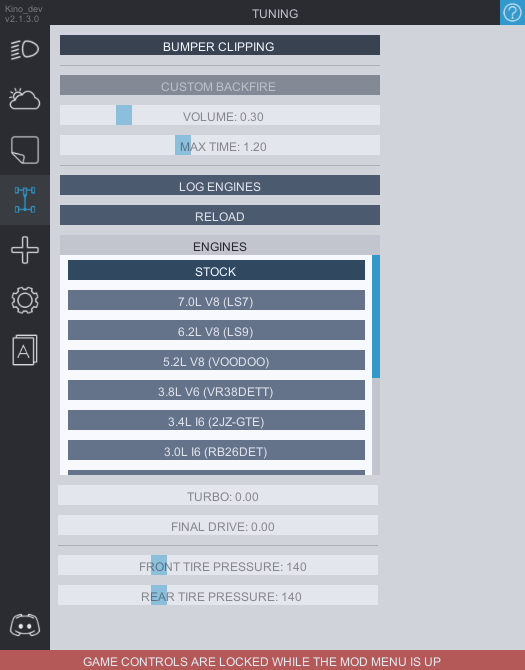 Kino_dev
v2.1.3.0
TUNING
?
BUMPER CLIPPING
CUSTOM BACKFIRE
VOLUME: 0.30
MAX TIME: 1.20
LOG ENGINES
RELOAD
ENGINES
STOCK
7.0L V8 (LS7)
6.2L V8 (LS9)
5.2L V8 (VOODOO)
3.8L V6 (VR38DETT)
3.4L I6 (2JZ-GTE)
3.0L I6 (RB26DET)
A
TURBO: 0.00
FINAL DRIVE: 0.00
FRONT TIRE PRESSURE: 140
REAR TIRE PRESSURE: 140
GAME CONTROLS ARE LOCKED WHILE THE MOD MENU IS UP